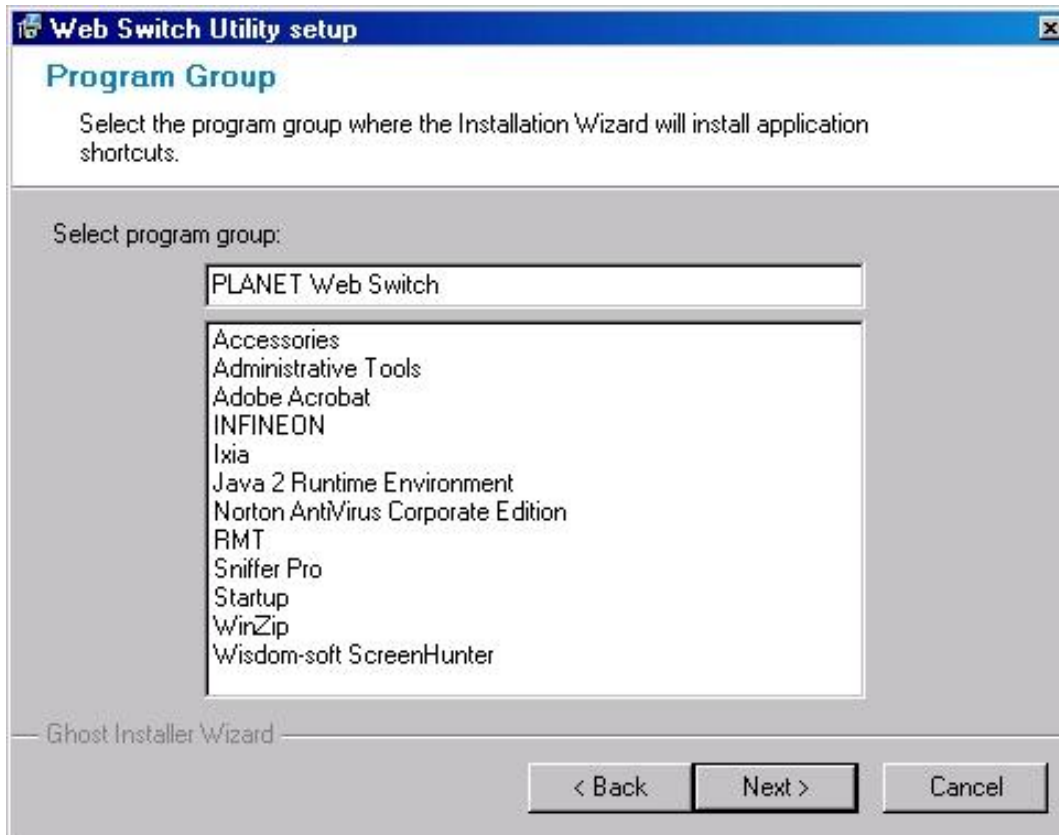 Web Switch Utility setup
Program Group
Select the program group where the Installation Wizard will install application
shortcuts.
Select program group:
PLANET Web Switch
Accessories
Administrative Tools
Adobe Acrobat
INFINEON
Ixia
Java 2 Runtime Environment
Norton AntiVirus Corporate Edition
RMT
Sniffer Pro
Startup
WinZip
Wisdom-soft ScreenHunter
Ghost Installer Wizard
< Back Next > Cancel